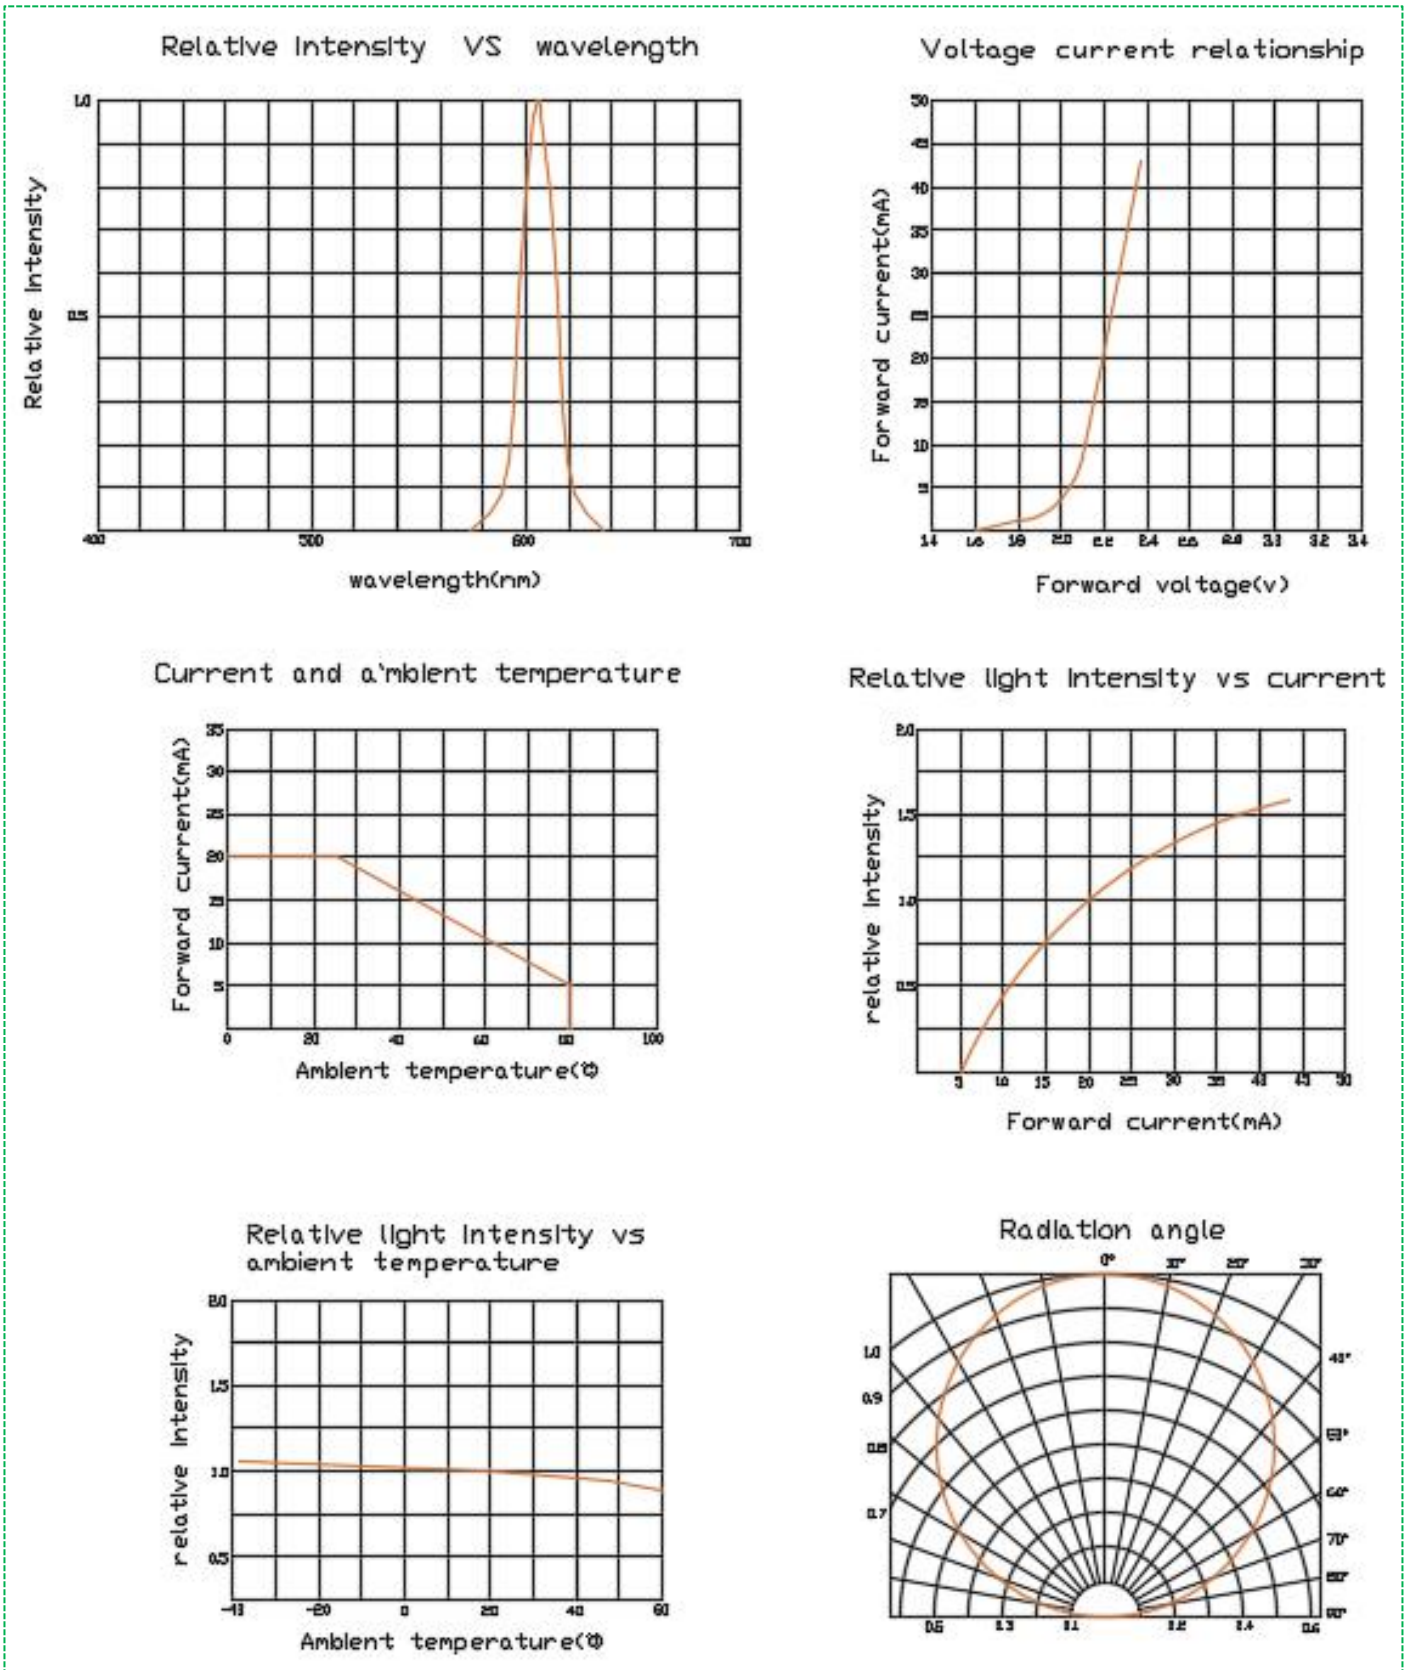 Relative Intensity VS wavelength
1.0
0.5
Relative Intensity
400 500 600 700
wavelength(nm)
Voltage current relationship
50
45
40
35
30
20
10
5
Forward current(mA)
1.4 1.6 1.8 2.0 2.2 2.4 2.6 2.8 3.2 3.4
Forward voltage(v)
Current and a'mbient temperature
35
30
25
20
10
5
Forward current(mA)
0 20 40 60 80 100
Ambient temperature(℃
Relative light Intensity vs current
2.0
1.5
1.0
0.5
relative Intensity
5 10 15 20 25 30 35 40 45 50
Forward current(mA)
Relative light Intensity vs
ambient temperature
2.0
1.5
1.0
0.5
relative Intensity
-20 0 20 40 60
Ambient temperature(℃
Radiation angle
0° 10° 20° 30°
1.0 40°
0.9
0.8 50°
60°
0.7
70°
80°
90°
0.5 0.3 0.1 0.2 0.4 0.6